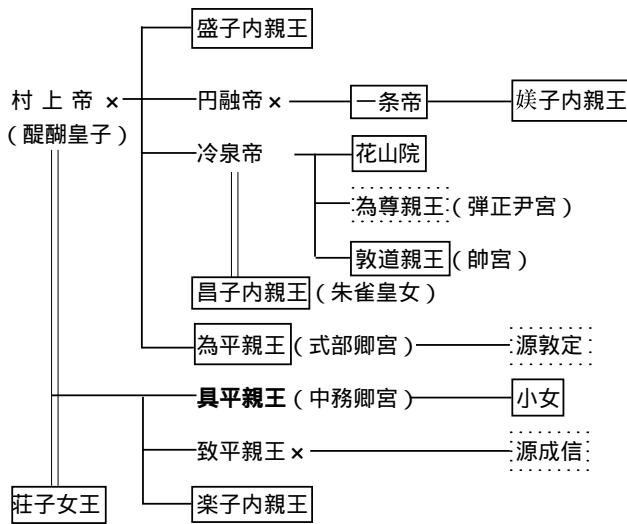 盛子内親王
村上帝 × 円融帝 × 一条帝 媄子内親王
(醍醐皇子)
冷泉帝 花山院
為尊親王(弾正尹宮)
敦道親王(帥宮)
昌子内親王(朱雀皇女)
為平親王(式部卿宮) 源敦定
具平親王(中務卿宮) 小女
致平親王 × 源成信
荘子女王 楽子内親王